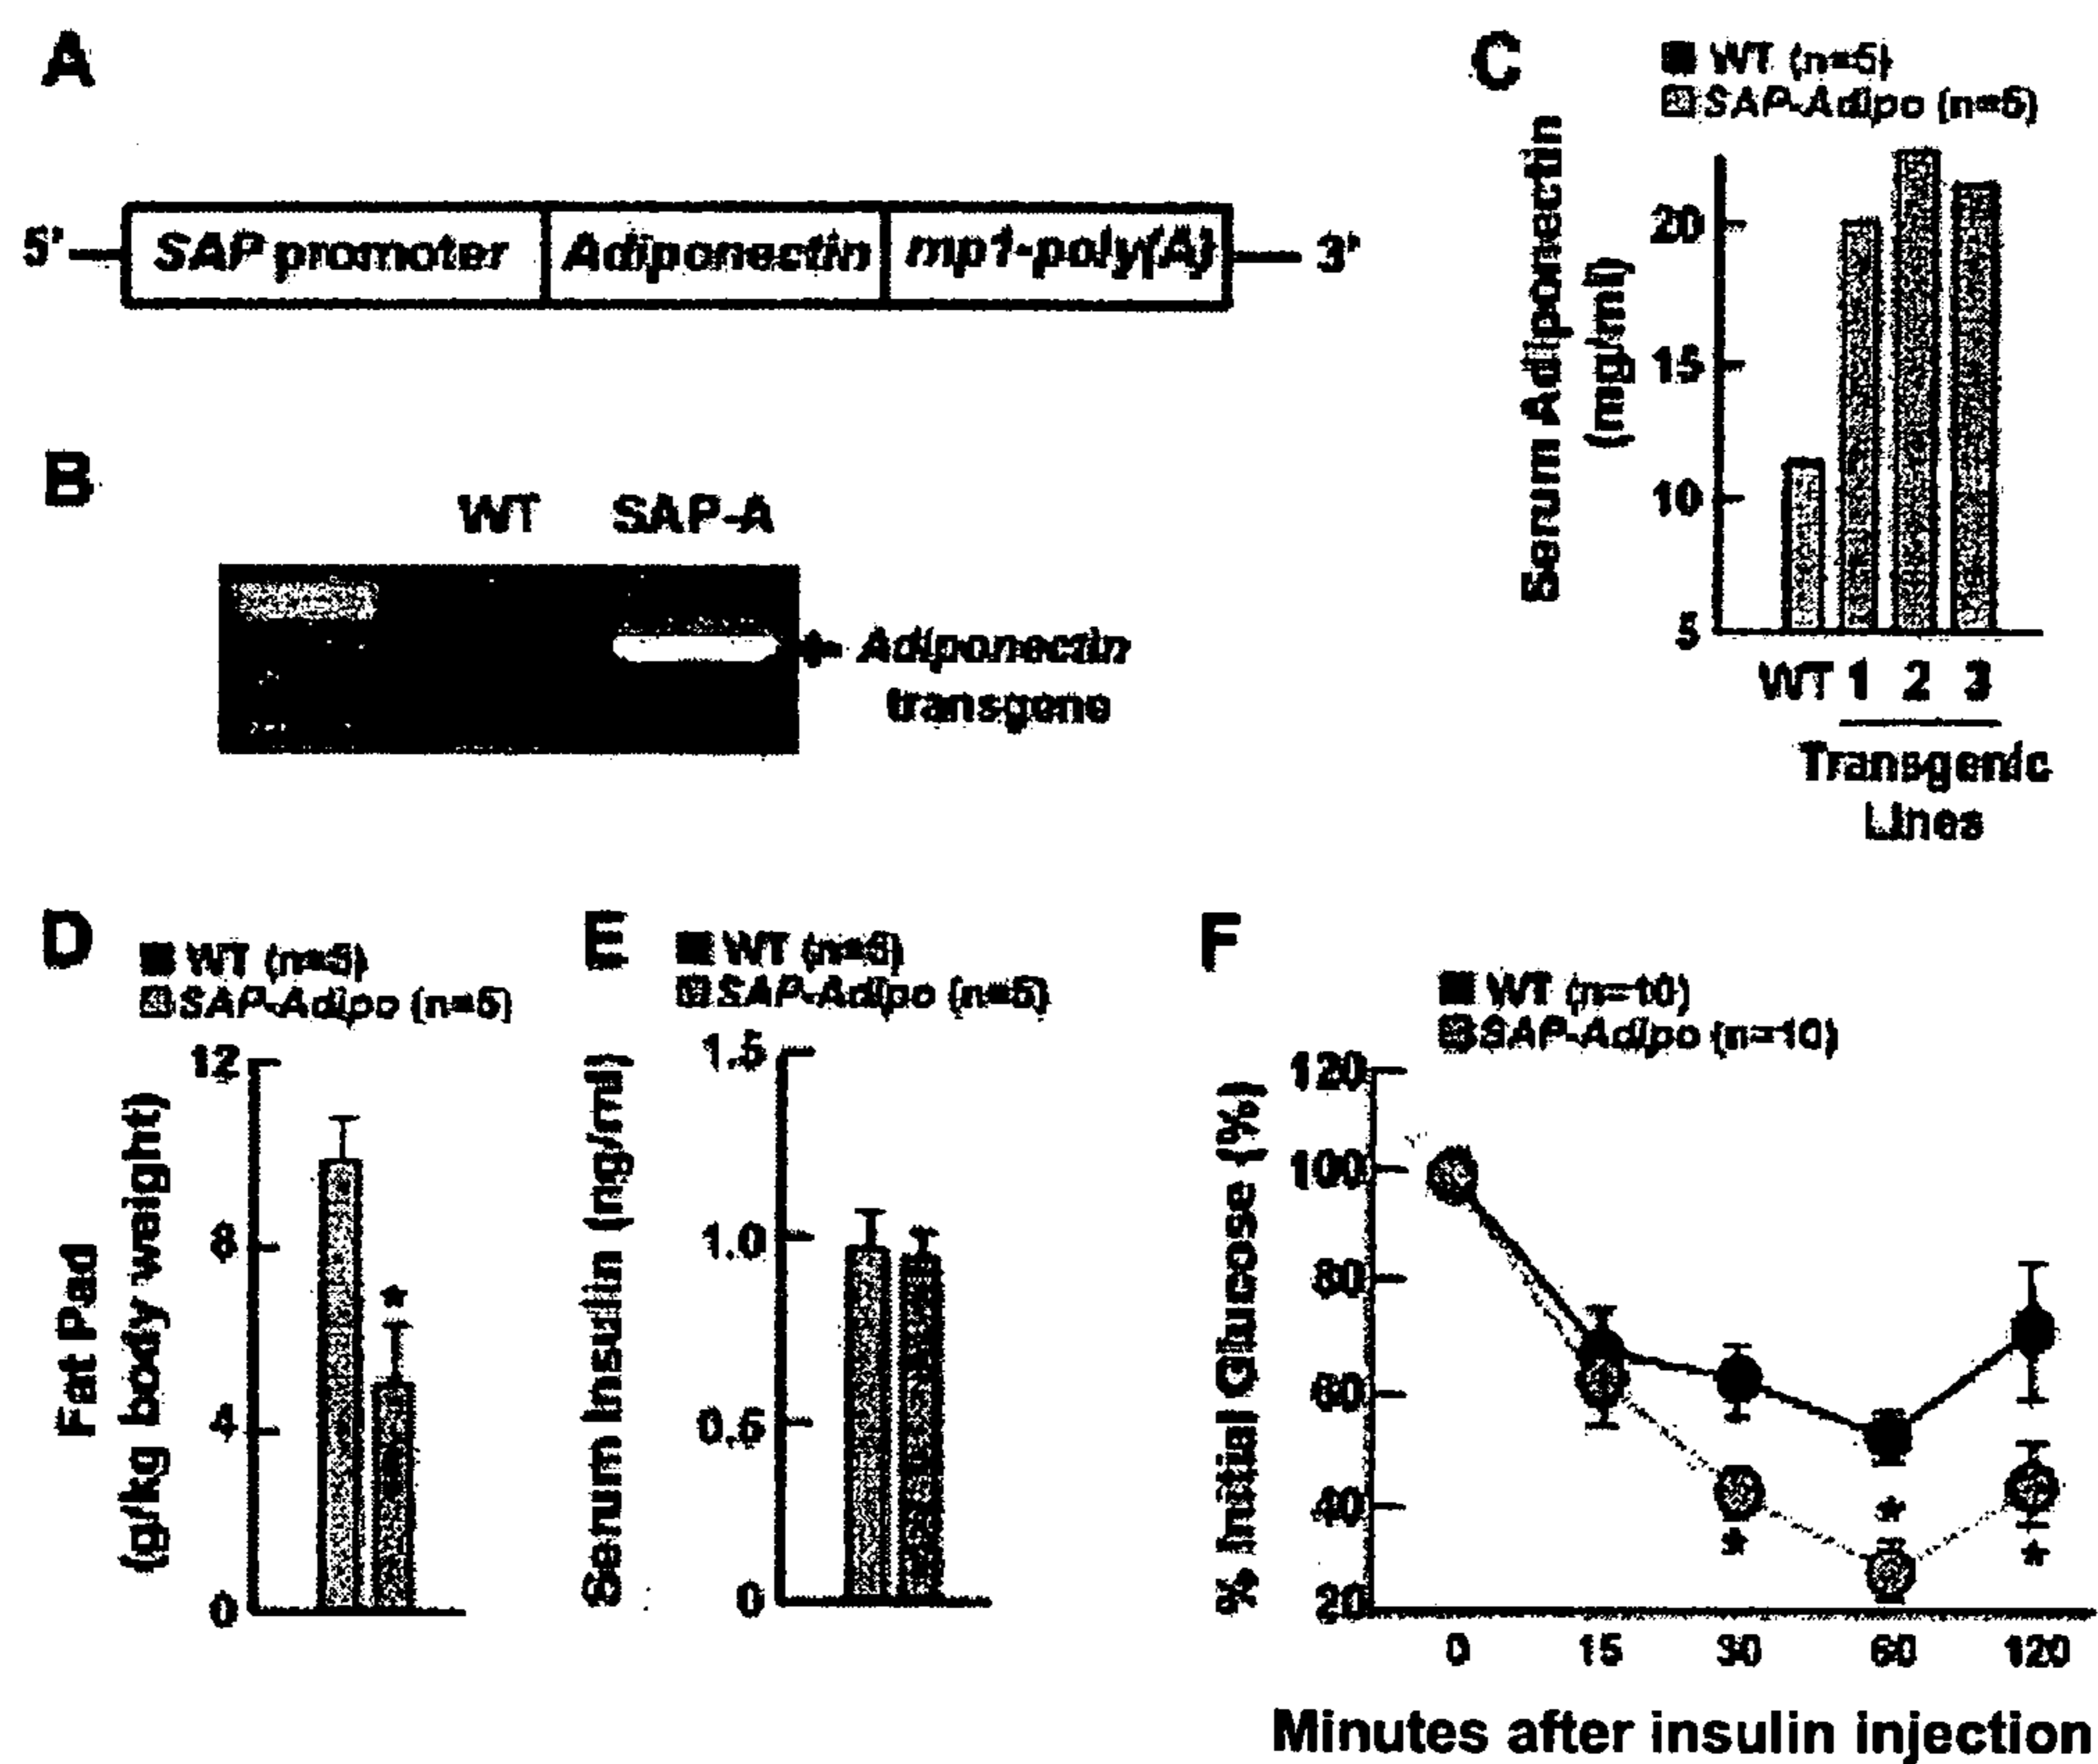 A
5' SAP promoter Adiponectin mp1-poly(A) 3'
B
WT SAP-A
Adiponectin
transgene
C
WT (n=5)
SAP-Adipo (n=5)
Serum Adiponectin
(mg/ml)
20
15
10
5
WT 1 2 3
Transgenic
Lines
D
WT (n=5)
SAP-Adipo (n=5)
Fat Pad
(g/kg body weight)
12
8
4
0
*
E
WT (n=5)
SAP-Adipo (n=5)
Serum Insulin (ng/ml)
1.5
1.0
0.5
0
F
WT (n=10)
SAP-Adipo (n=10)
% Initial Glucose (%)
120
100
80
60
40
20
* * *
0 15 30 60 120
Minutes after insulin injection